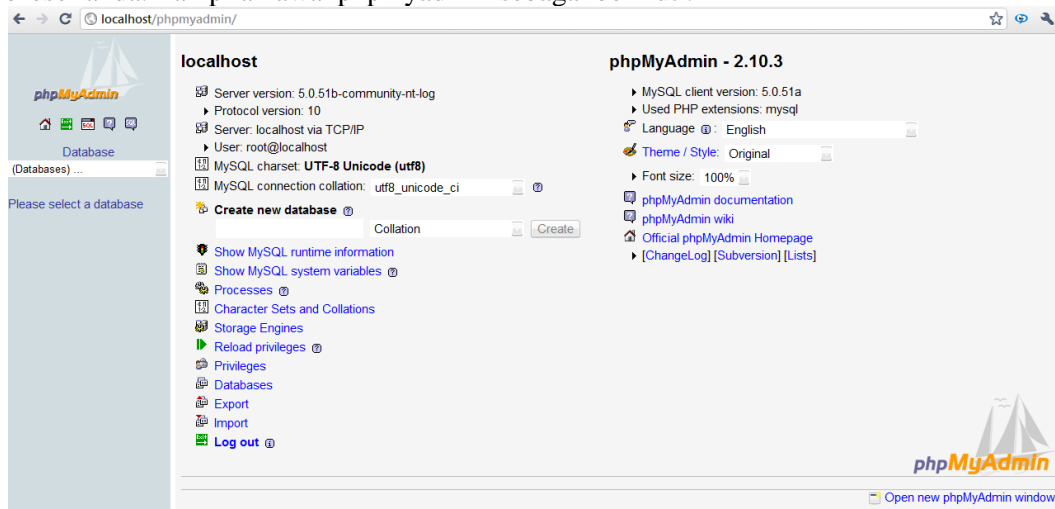 localhost/phpmyadmin/
phpMyAdmin
Database
(Databases) ...
Please select a database
localhost
Server version: 5.0.51b-community-nt-log
Protocol version: 10
Server: localhost via TCP/IP
User: root@localhost
MySQL charset: UTF-8 Unicode (utf8)
MySQL connection collation: utf8_unicode_ci
Create new database
Collation Create
Show MySQL runtime information
Show MySQL system variables
Processes
Character Sets and Collations
Storage Engines
Reload privileges
Privileges
Databases
Export
Import
Log out
phpMyAdmin - 2.10.3
MySQL client version: 5.0.51a
Used PHP extensions: mysql
Language : English
Theme / Style: Original
Font size: 100%
phpMyAdmin documentation
phpMyAdmin wiki
Official phpMyAdmin Homepage
[ChangeLog] [Subversion] [Lists]
phpMyAdmin
Open new phpMyAdmin window